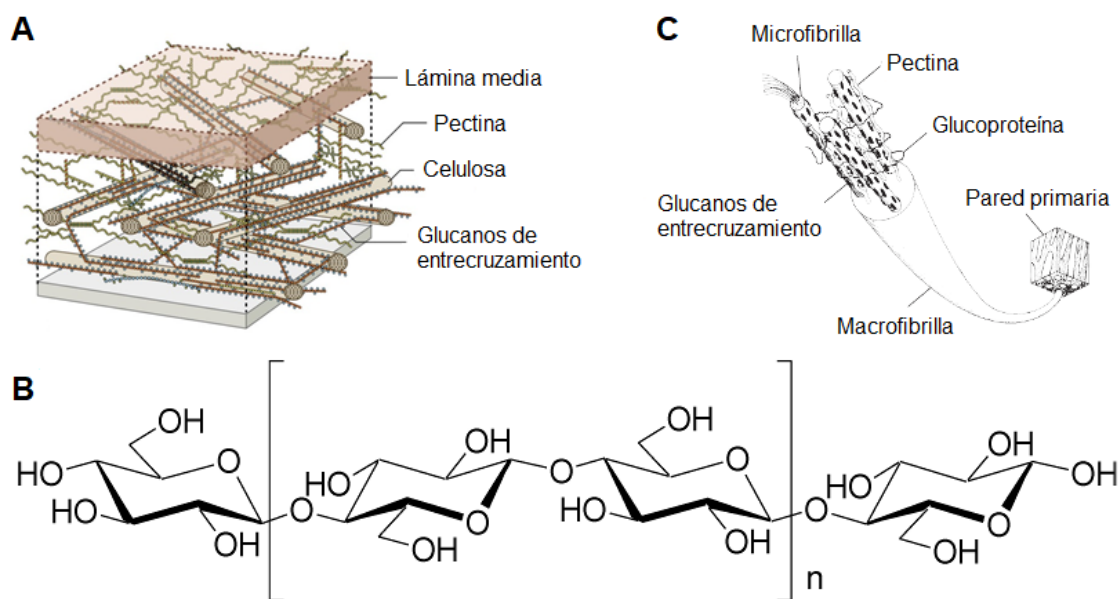 A
Lámina media
Pectina
Celulosa
Glucanos de
entrecruzamiento
C
Microfibrilla
Pectina
Glucoproteína
Glucanos de
entrecruzamiento
Pared primaria
Macrofibrilla
B
OH
HO
O
HO
OH
O
OH
HO
O
OH
O
OH
O
HO
OH
n
O
OH
HO
OH
O
OH